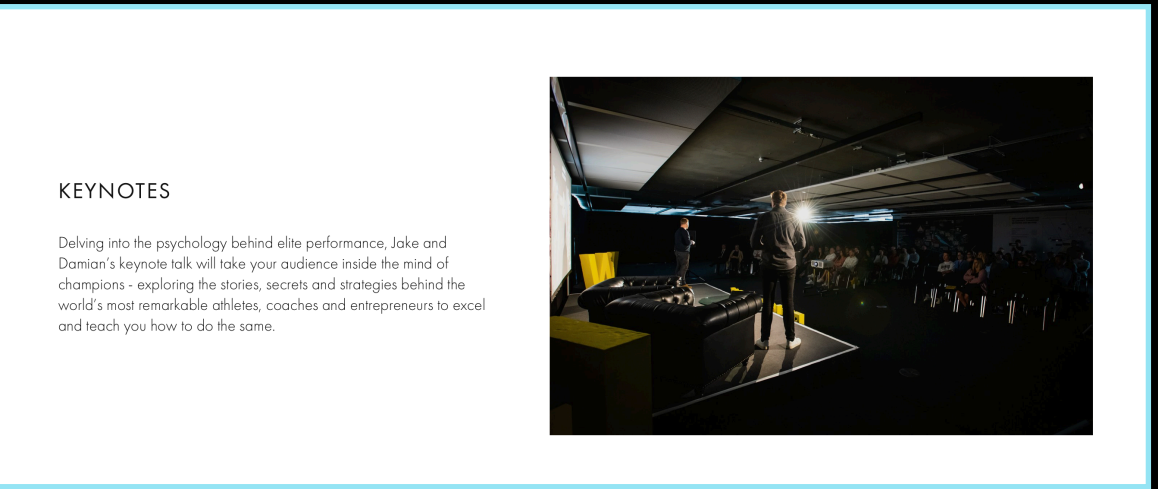 KEYNOTES
Delving into the psychology behind elite performance, Jake and
Damian's keynote talk will take your audience inside the mind of
champions - exploring the stories, secrets and strategies behind the
world's most remarkable athletes, coaches and entrepreneurs to excel
and teach you how to do the same.